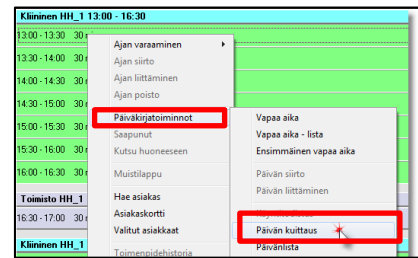 Kliininen HH_1 13:00 - 16:30
13:00 - 13:30 30 r
13:30 - 14:00 30 r
14:00 - 14:30 30 r
14:30 - 15:00 30 r
15:00 - 15:30 30 r
15:30 - 16:00 30 r
16:00 - 16:30 30 r
Toimisto HH_1
16:30 - 17:00 30 r
Kliininen HH_1
Ajan varaaminen
Ajan siirto
Ajan liittäminen
Ajan poisto
Päiväkirjatoiminnot
Saapunut
Kutsu huoneeseen
Muistilappu
Hae asiakas
Asiakaskortti
Valitut asiakkaat
Toimenpidehistoria
Vapaa aika
Vapaa aika - lista
Ensimmäinen vapaa aika
Päivän siirto
Päivän liittäminen
Päivän kuittaus
Päivänlista